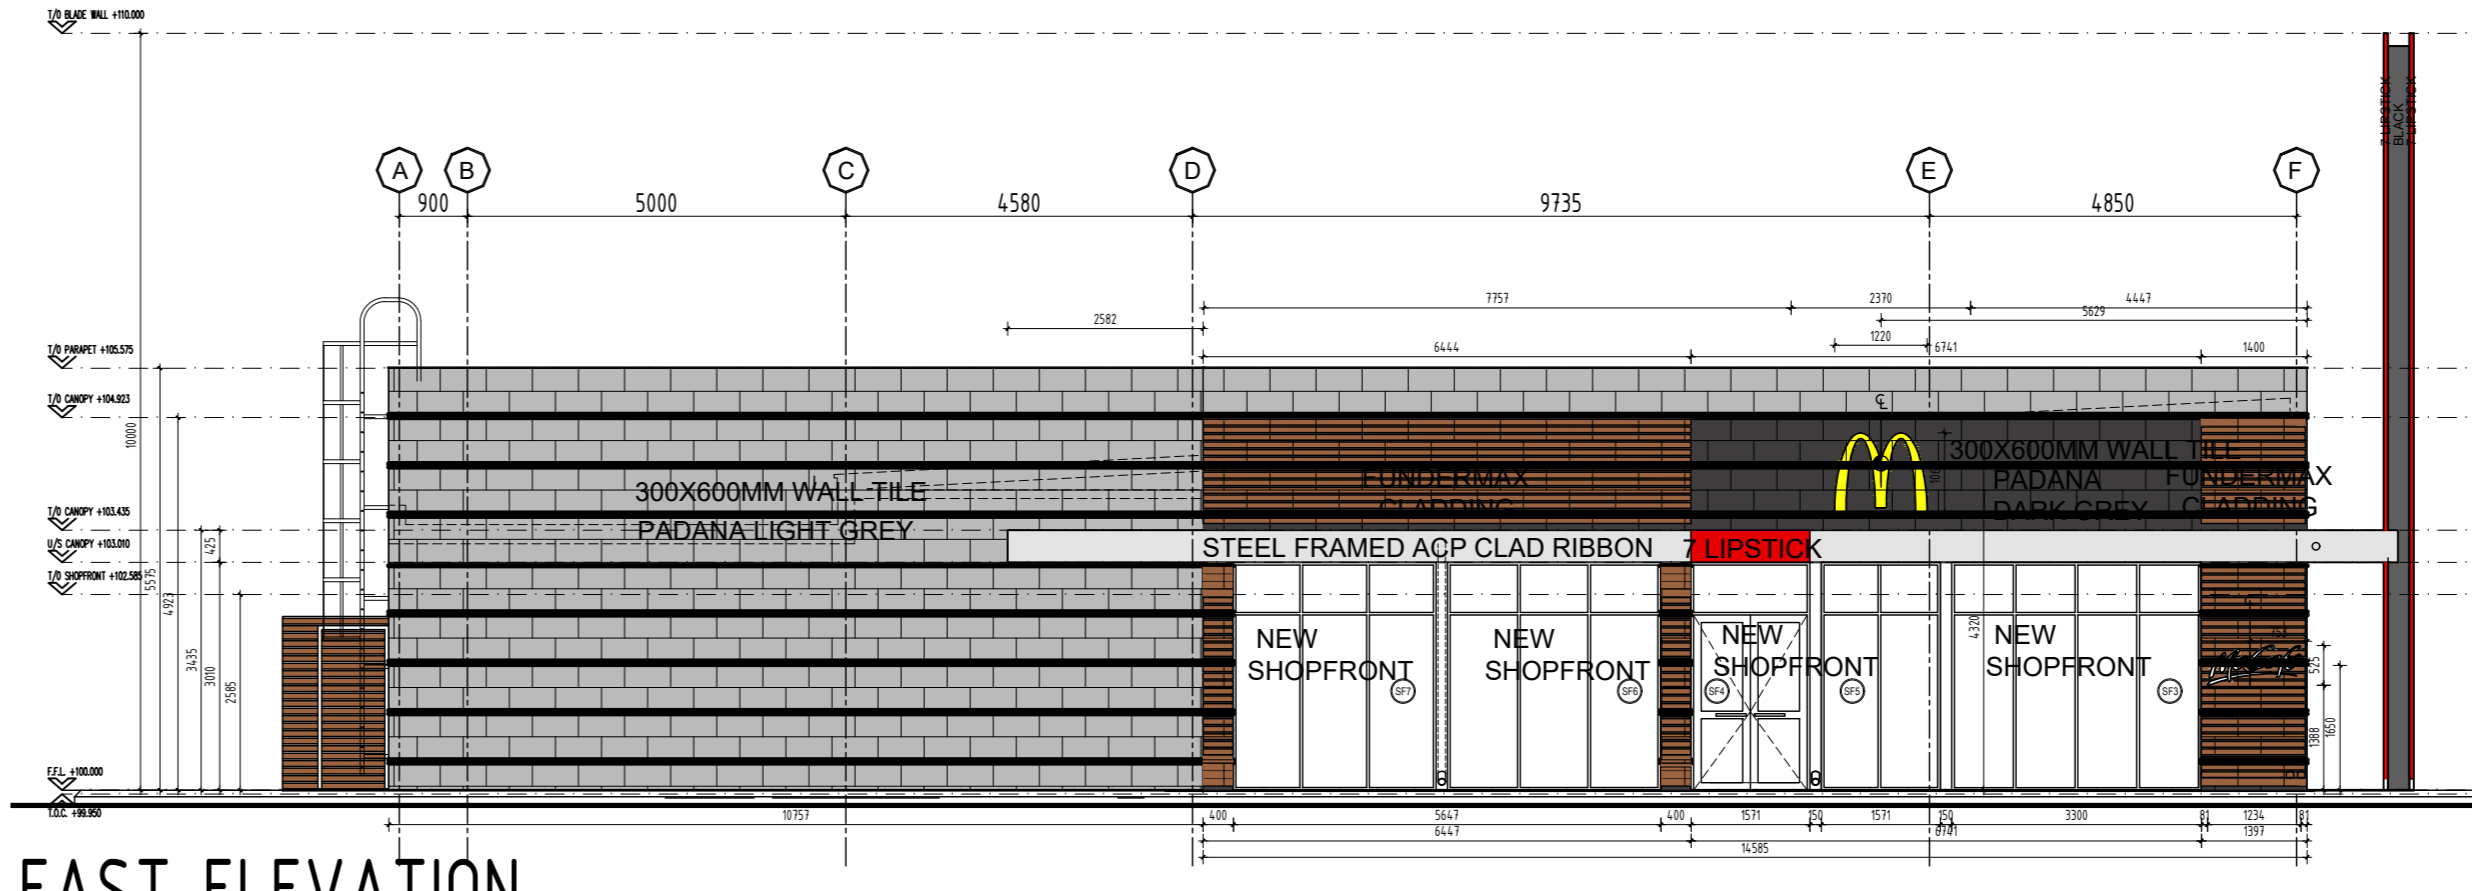 T/O BLADE WALL +110.000
7 LIPSTICK
BLACK
7 LIPSTICK
A
B
C
D
E
F
900
5000
4580
9735
4850
7757
2370
4447
5629
2582
1220
6444
6741
1400
T/O PARAPET +105.575
T/O CANOPY +104.923
10000
300X600MM WALL TILE
PADANA LIGHT GREY
FUNDERMAX
CLADDING
300X600MM WALL TILE
PADANA
DARK GREY
FUNDERMAX
CLADDING
T/O CANOPY +103.435
U/S CANOPY +103.010
T/O SHOPFRONT +102.585
425
5575
4923
3435
3010
2585
STEEL FRAMED ACP CLAD RIBBON
7 LIPSTICK
NEW
SHOPFRONT
NEW
SHOPFRONT
NEW
SHOPFRONT
NEW
SHOPFRONT
SF7
SF6
SF4
SF5
SF3
4320
McCafe
525
1388
1650
F.F.L. +100.000
T.O.C. +99.950
10757
400
5647
400
1571
150
1571
150
3300
81
1234
81
6447
6741
1397
14585
EAST ELEVATION